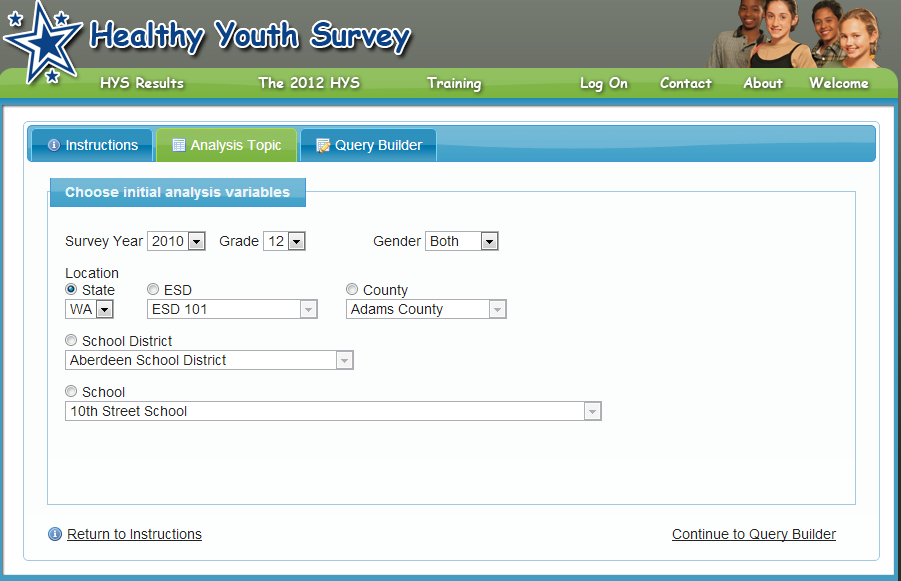 Healthy Youth Survey
HYS Results The 2012 HYS Training Log On Contact About Welcome
Instructions Analysis Topic Query Builder
Choose initial analysis variables
Survey Year 2010 Grade 12 Gender Both
Location
State ESD County
WA ESD 101 Adams County
School District
Aberdeen School District
School
10th Street School
Return to Instructions Continue to Query Builder